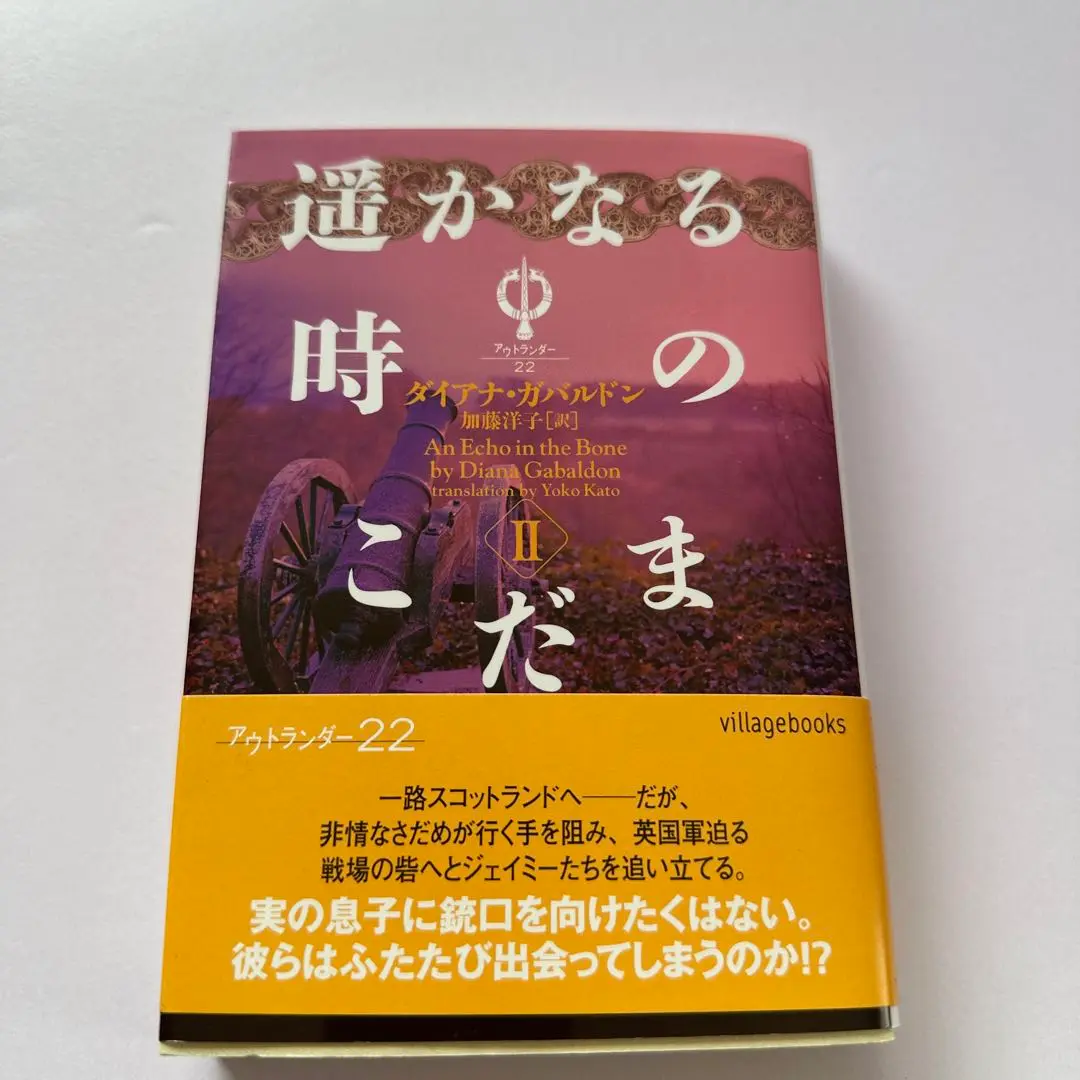 遥かなる
時の
こだま
アウトランダー
22
ダイアナ・ガバルドン
加藤洋子[訳]
An Echo in the Bone
by Diana Gabaldon
translation by Yoko Kato
II
アウトランダー22
villagebooks
一路スコットランドへ──だが、
非情なさだめが行く手を阻み、英国軍迫る
戦場の砦へとジェイミーたちを追い立てる。
実の息子に銃口を向けたくはない。
彼らはふたたび出会ってしまうのか!?